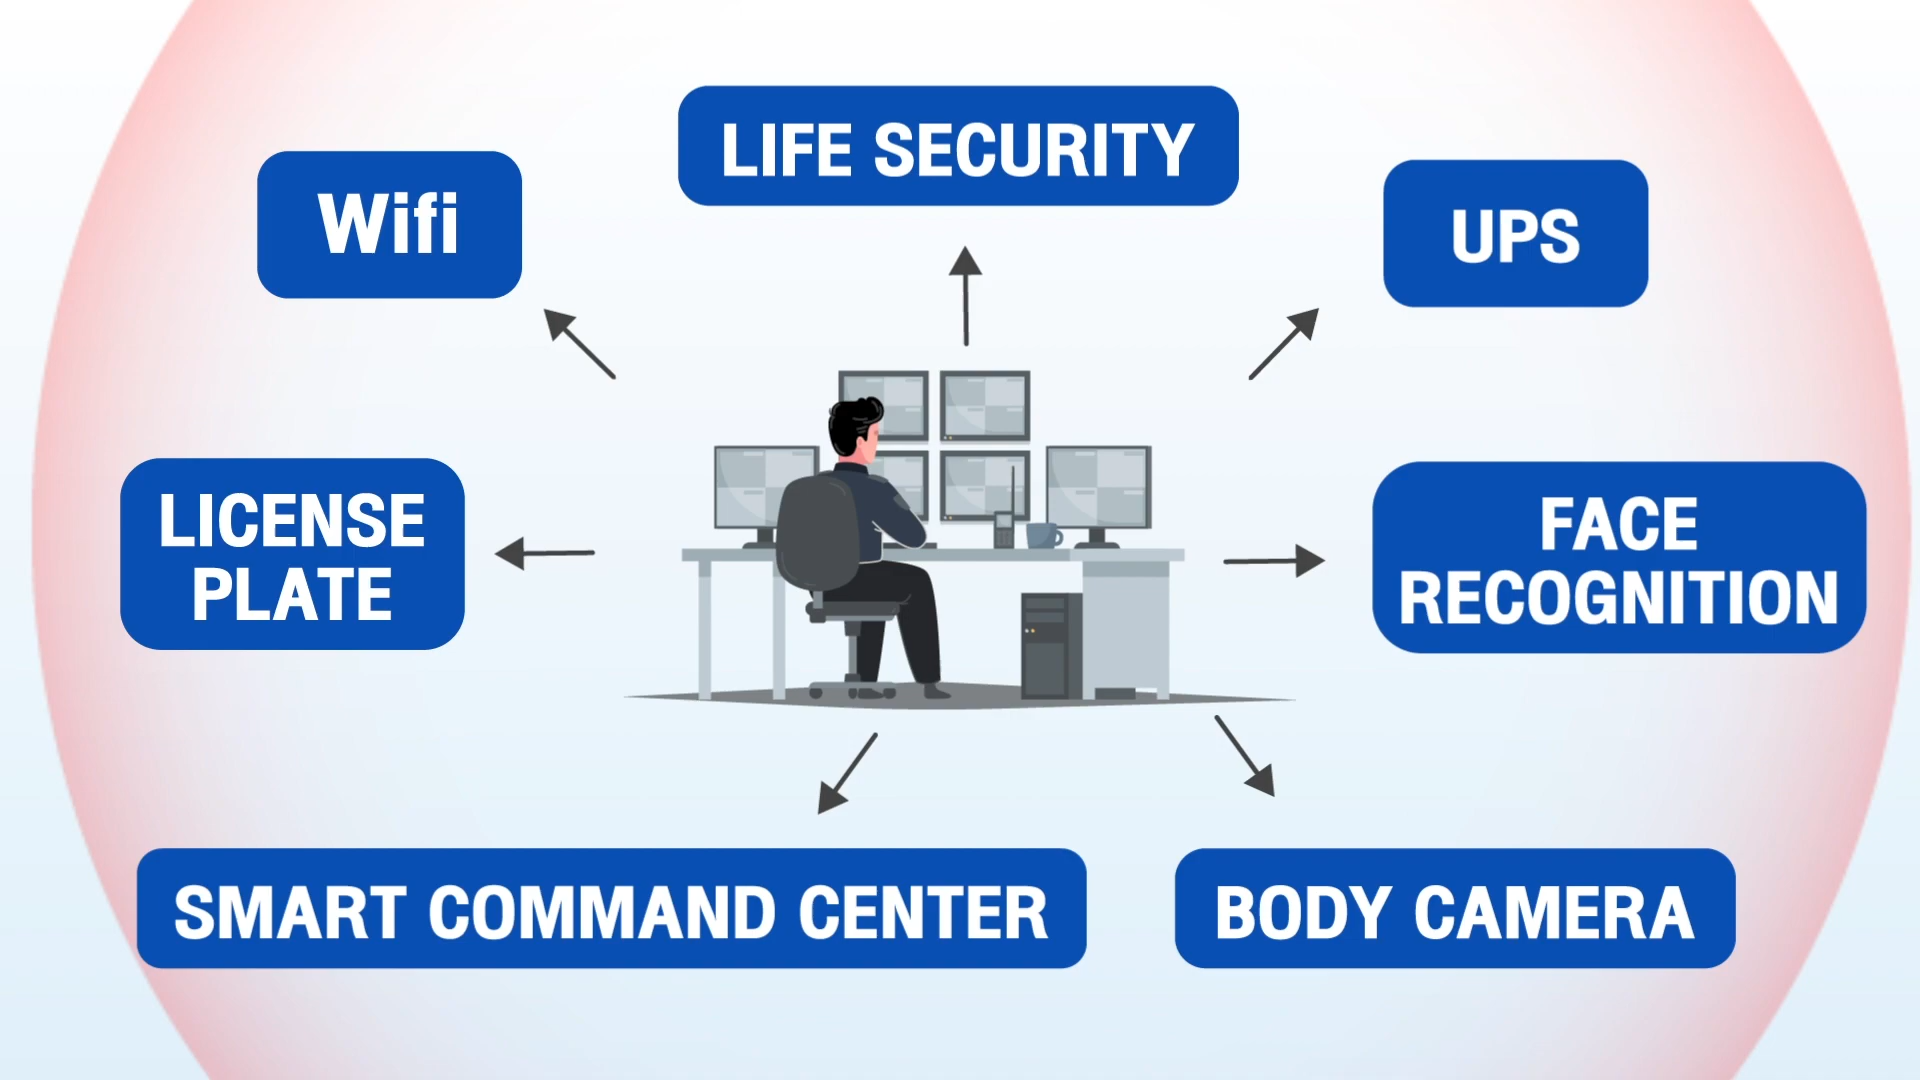 LIFE SECURITY
Wifi
UPS
LICENSE
PLATE
FACE
RECOGNITION
SMART COMMAND CENTER
BODY CAMERA